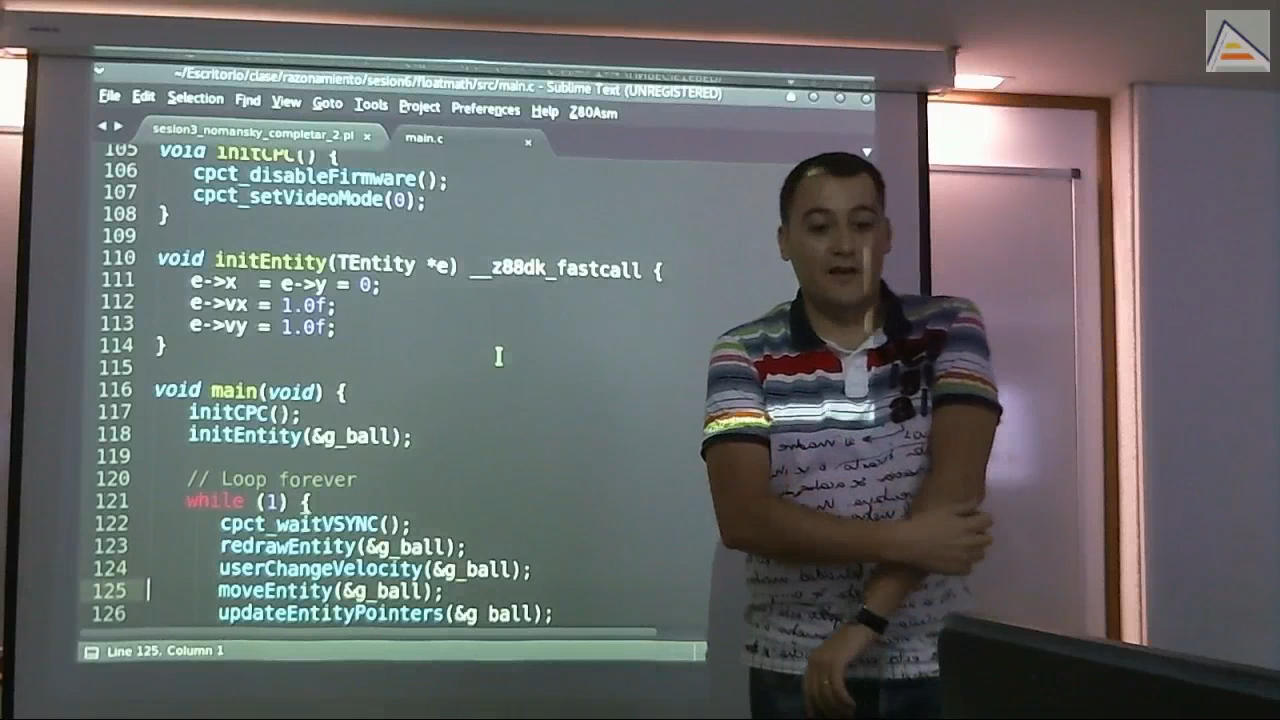 ~/Escritorio/clase/razonamiento/sesion6/floatmath/src/main.c - Sublime Text (UNREGISTERED)
File Edit Selection Find View Goto Tools Project Preferences Help Z80Asm
sesion3_nomansky_completar_2.pl × main.c ×
105 void initCPC() {
106 cpct_disableFirmware();
107 cpct_setVideoMode(0);
108 }
109
110 void initEntity(TEntity *e) __z88dk_fastcall {
111 e->x = e->y = 0;
112 e->vx = 1.0f;
113 e->vy = 1.0f;
114 }
115
116 void main(void) {
117 initCPC();
118 initEntity(&g_ball);
119
120 // Loop forever
121 while (1) {
122 cpct_waitVSYNC();
123 redrawEntity(&g_ball);
124 userChangeVelocity(&g_ball);
125 moveEntity(&g_ball);
126 updateEntityPointers(&g_ball);
Line 125, Column 1